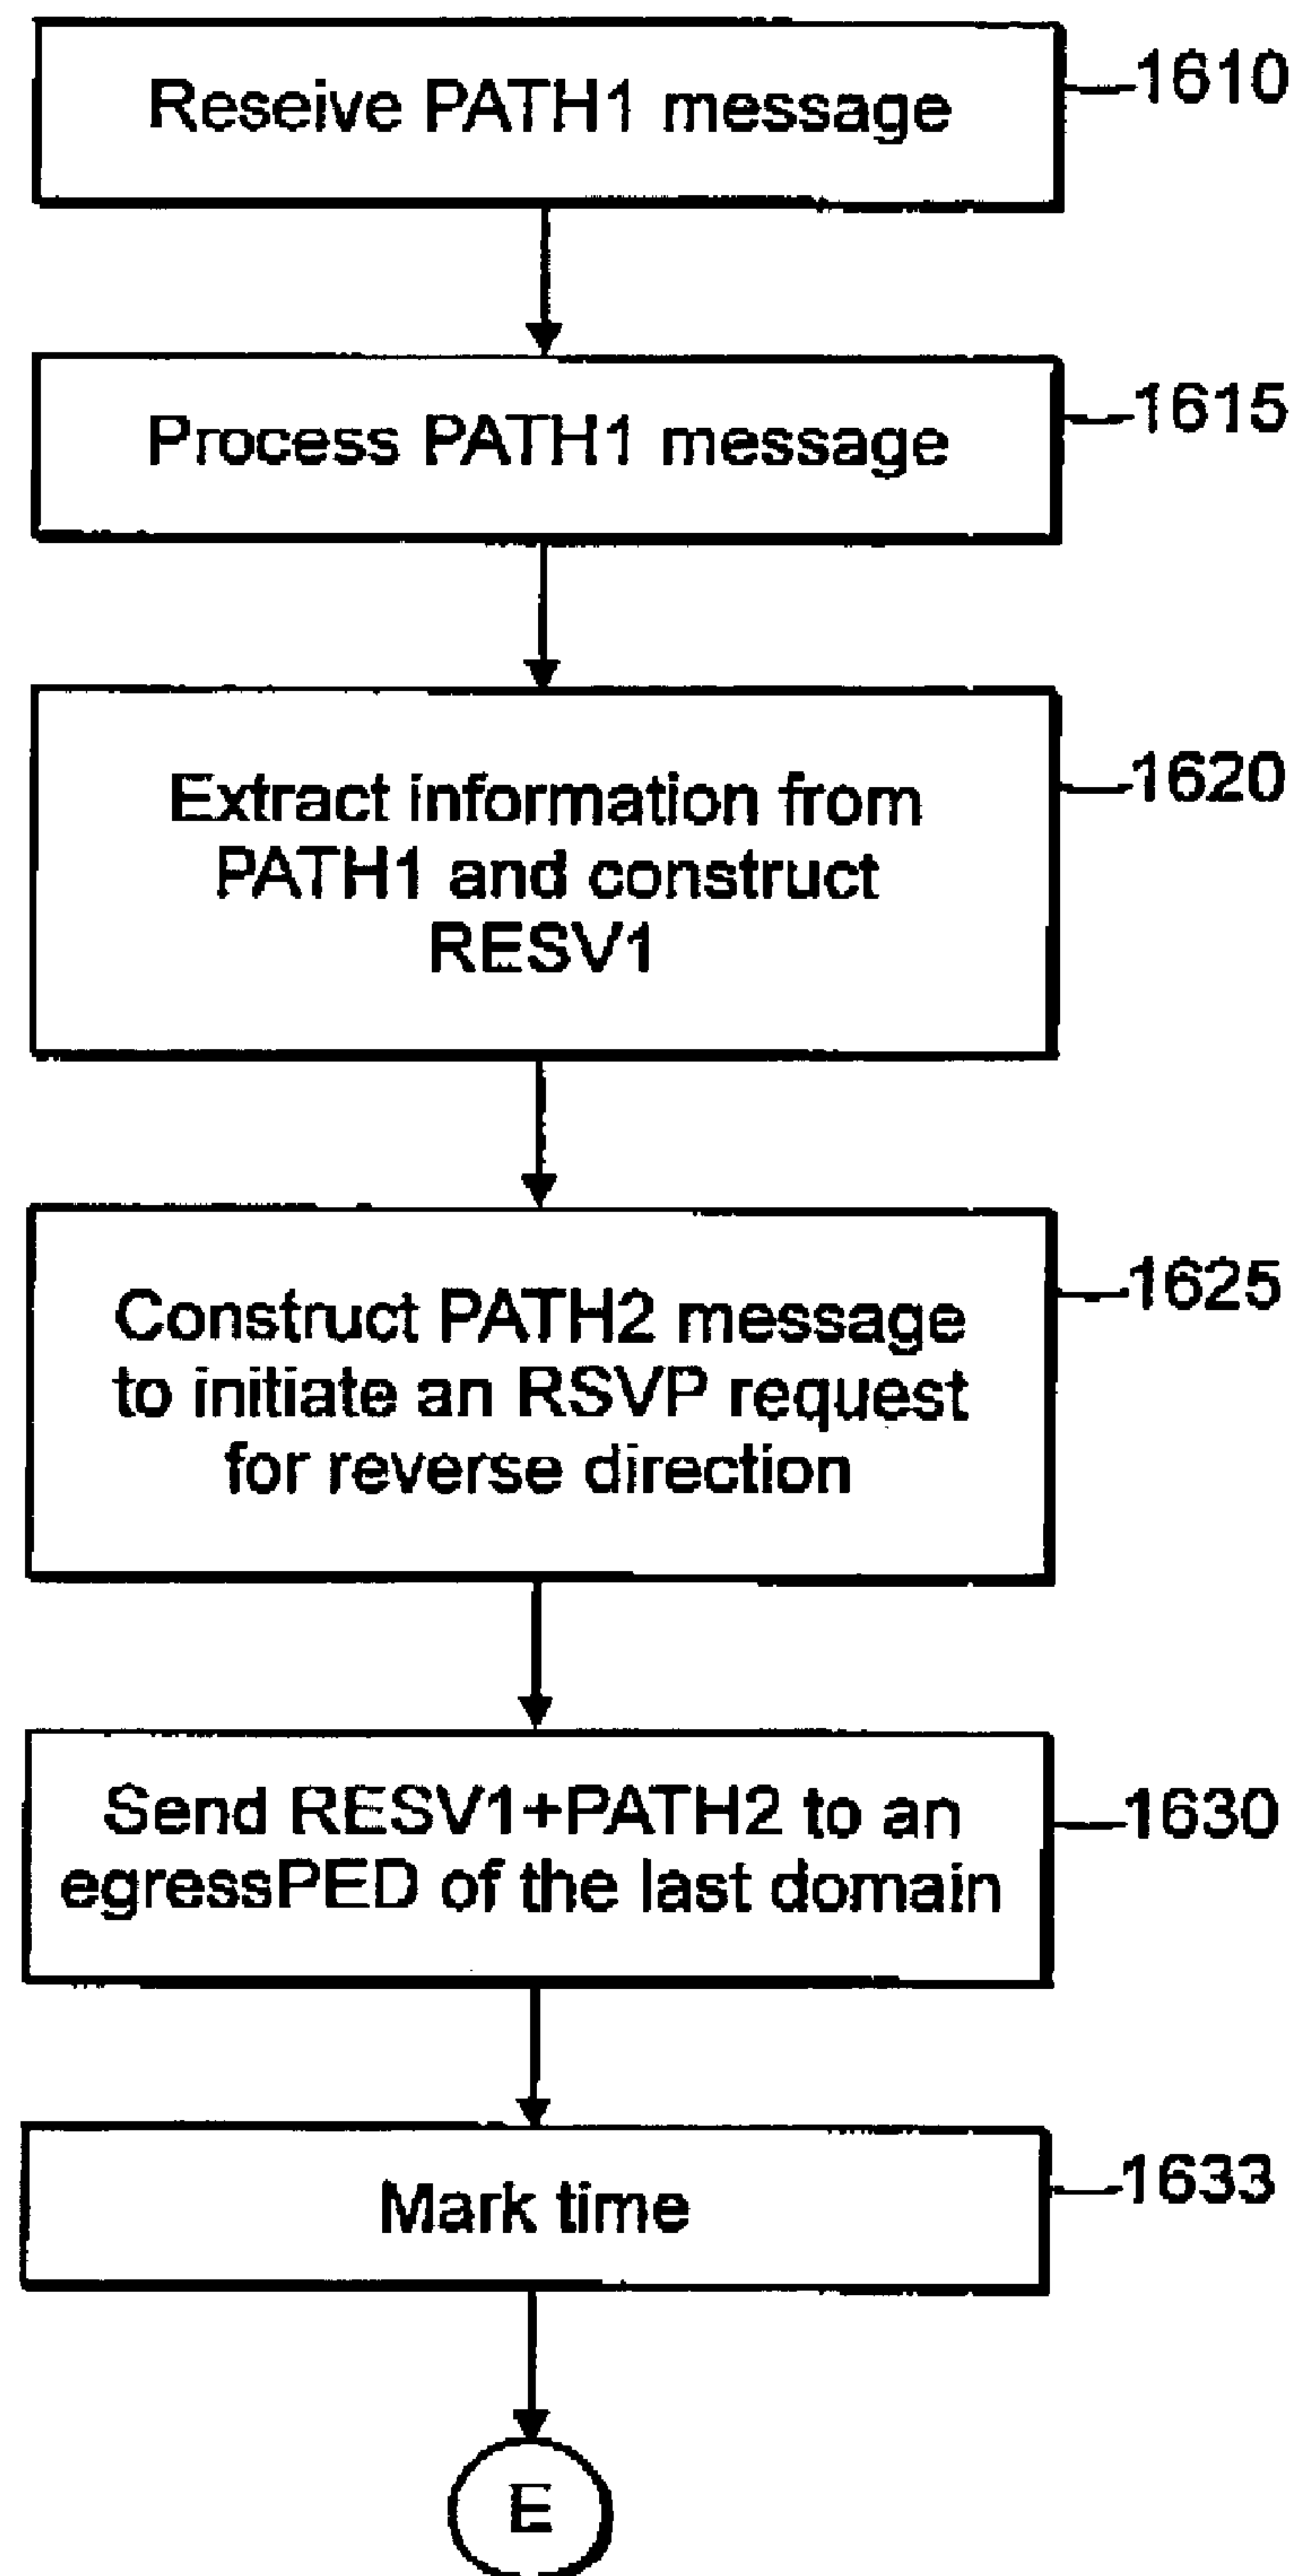 Reseive PATH1 message
1610
Process PATH1 message
1615
Extract information from
PATH1 and construct
RESV1
1620
Construct PATH2 message
to initiate an RSVP request
for reverse direction
1625
Send RESV1+PATH2 to an
egressPED of the last domain
1630
Mark time
1633
E